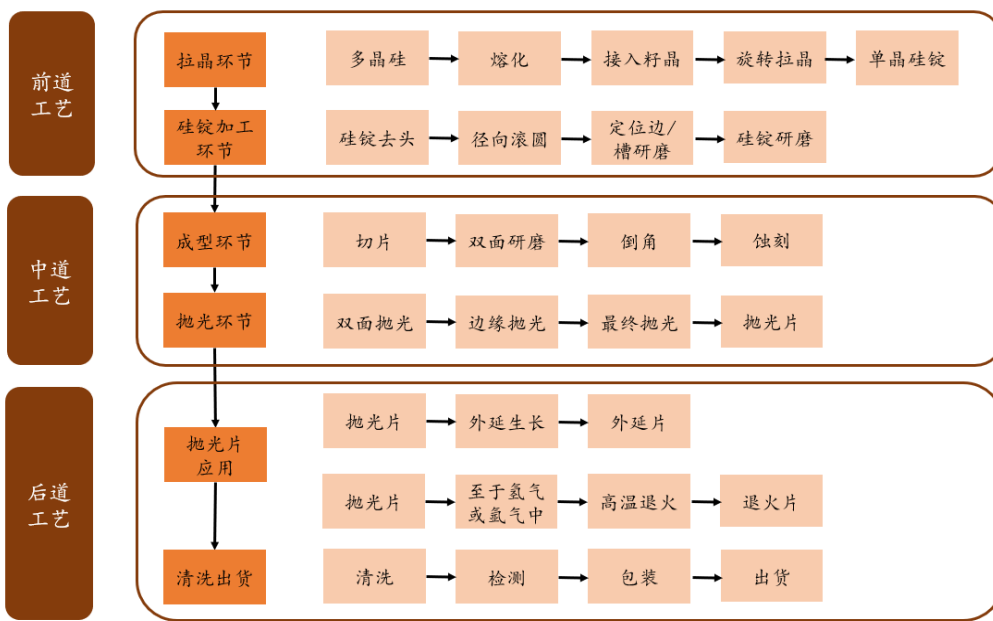 前道
工艺
拉晶环节
多晶硅
熔化
接入籽晶
旋转拉晶
单晶硅锭
硅锭加工
环节
硅锭去头
径向滚圆
定位边/
槽研磨
硅锭研磨
中道
工艺
成型环节
切片
双面研磨
倒角
蚀刻
抛光环节
双面抛光
边缘抛光
最终抛光
抛光片
后道
工艺
抛光片
应用
抛光片
外延生长
外延片
抛光片
至于氢气
或氩气中
高温退火
退火片
清洗出货
清洗
检测
包装
出货